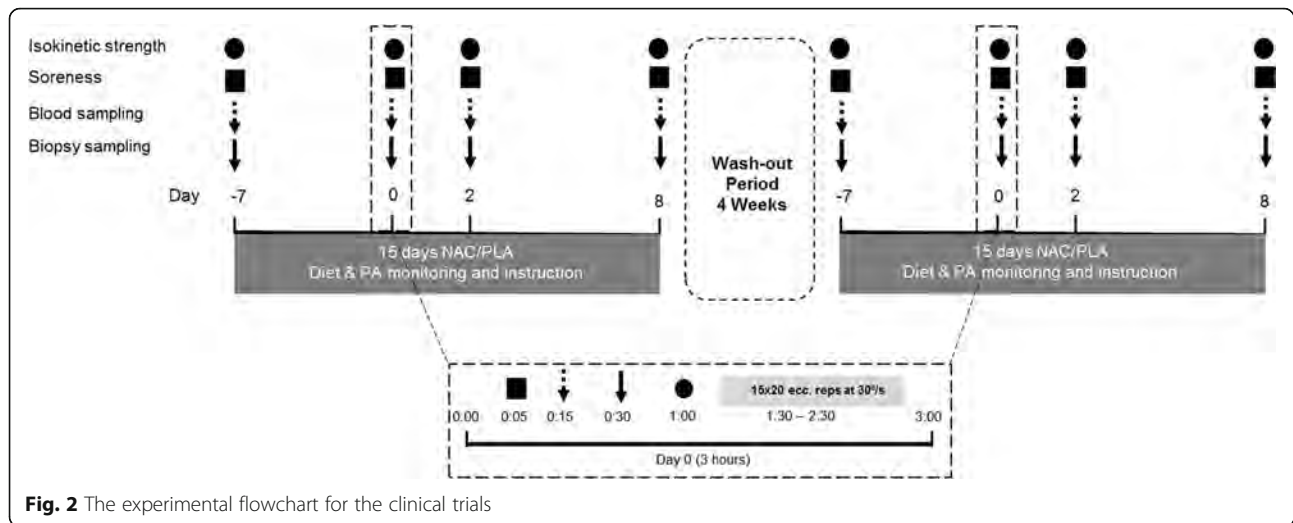 Isokinetic strength
Soreness
Blood sampling
Biopsy sampling
Day -7 0 2 8 -7 0 2 8
Wash-out
Period
4 Weeks
15 days NAC/PLA
Diet & PA monitoring and instruction
15 days NAC/PLA
Diet & PA monitoring and instruction
15x20 ecc. reps at 30º/s
0:00 0:05 0:15 0:30 1:00 1:30 – 2:30 3:00
Day 0 (3 hours)
Fig. 2 The experimental flowchart for the clinical trials